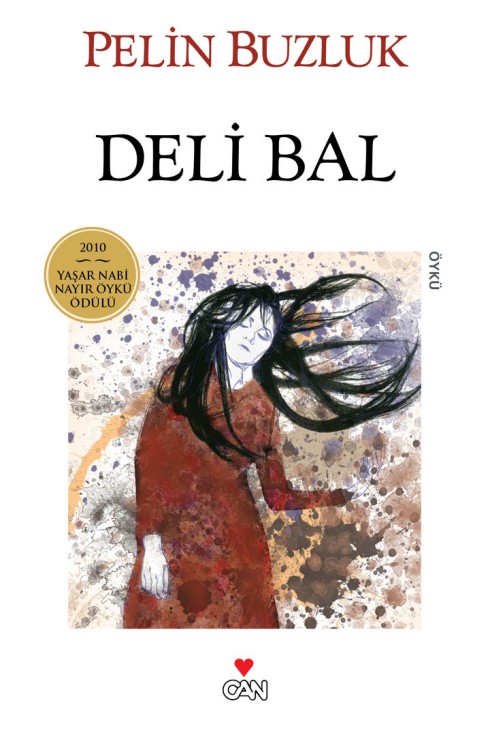 PELİN BUZLUK
DELİ BAL
2010
YAŞAR NABİ
NAYIR ÖYKÜ
ÖDÜLÜ
ÖYKÜ
CAN